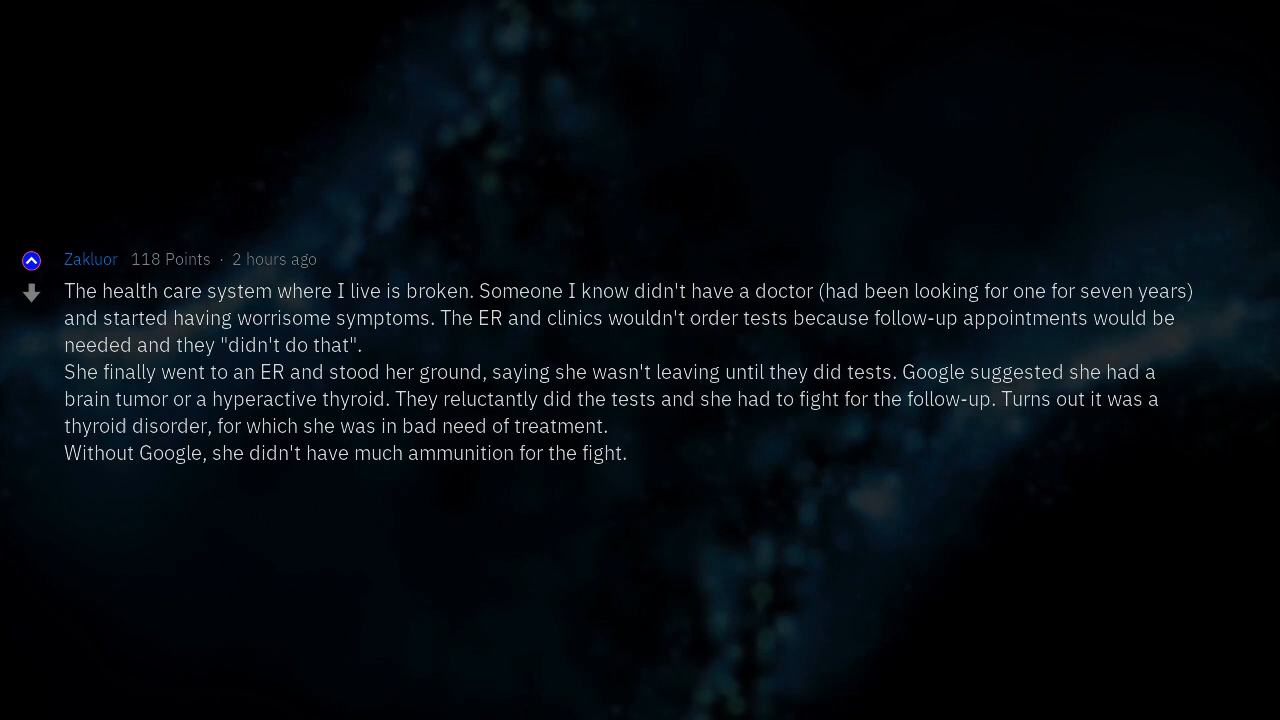 Zakluor 118 Points · 2 hours ago
The health care system where I live is broken. Someone I know didn't have a doctor (had been looking for one for seven years)
and started having worrisome symptoms. The ER and clinics wouldn't order tests because follow-up appointments would be
needed and they "didn't do that".
She finally went to an ER and stood her ground, saying she wasn't leaving until they did tests. Google suggested she had a
brain tumor or a hyperactive thyroid. They reluctantly did the tests and she had to fight for the follow-up. Turns out it was a
thyroid disorder, for which she was in bad need of treatment.
Without Google, she didn't have much ammunition for the fight.